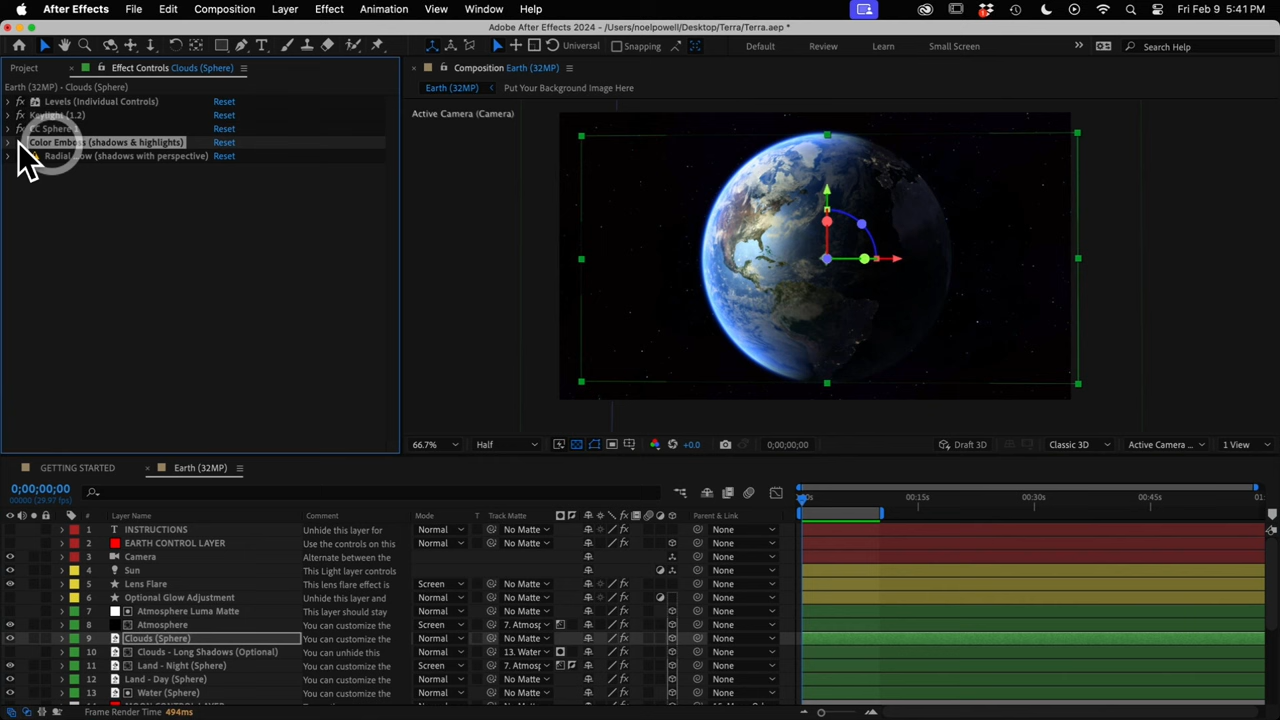 After Effects File Edit Composition Layer Effect Animation View Window Help Fri Feb 9 5:41 PM
Adobe After Effects 2024 - /Users/noelpowell/Desktop/Terra/Terra.aep *
Universal Snapping Default Review Learn Small Screen Search Help
Project Effect Controls Clouds (Sphere) Composition Earth (32MP)
Earth (32MP) - Clouds (Sphere) Earth (32MP) Put Your Background Image Here
Levels (Individual Controls) Reset
Keylight (1.2) Reset
CC Sphere 1 Reset
Color Emboss (shadows & highlights) Reset
(shadows with perspective) Reset
Active Camera (Camera)
66.7% Half +0.0 0;00;00;00 Draft 3D Classic 3D Active Camera ... 1 View
GETTING STARTED Earth (32MP)
0;00;00;00
00000 (29.97 fps)
00:15s 00:30s 00:45s 01:
# Layer Name Comment Mode T Track Matte Parent & Link
1 T INSTRUCTIONS Unhide this layer for Normal No Matte None
2 EARTH CONTROL LAYER Use the controls on this Normal No Matte None
3 Camera Alternate between the None
4 Sun This Light layer controls None
5 Lens Flare This lens flare effect is Screen No Matte None
6 Optional Glow Adjustment Unhide this layer and Normal No Matte None
7 Atmosphere Luma Matte This layer should stay Normal No Matte None
8 Atmosphere You can customize the Screen 7. Atmos None
9 Clouds (Sphere) You can customize the Normal No Matte None
10 Clouds - Long Shadows (Optional) You can unhide this Normal 13. Water None
11 Land - Night (Sphere) You can customize the Screen 7. Atmos None
12 Land - Day (Sphere) You can customize the Normal No Matte None
13 Water (Sphere) You can customize the Normal No Matte None
Frame Render Time 494ms